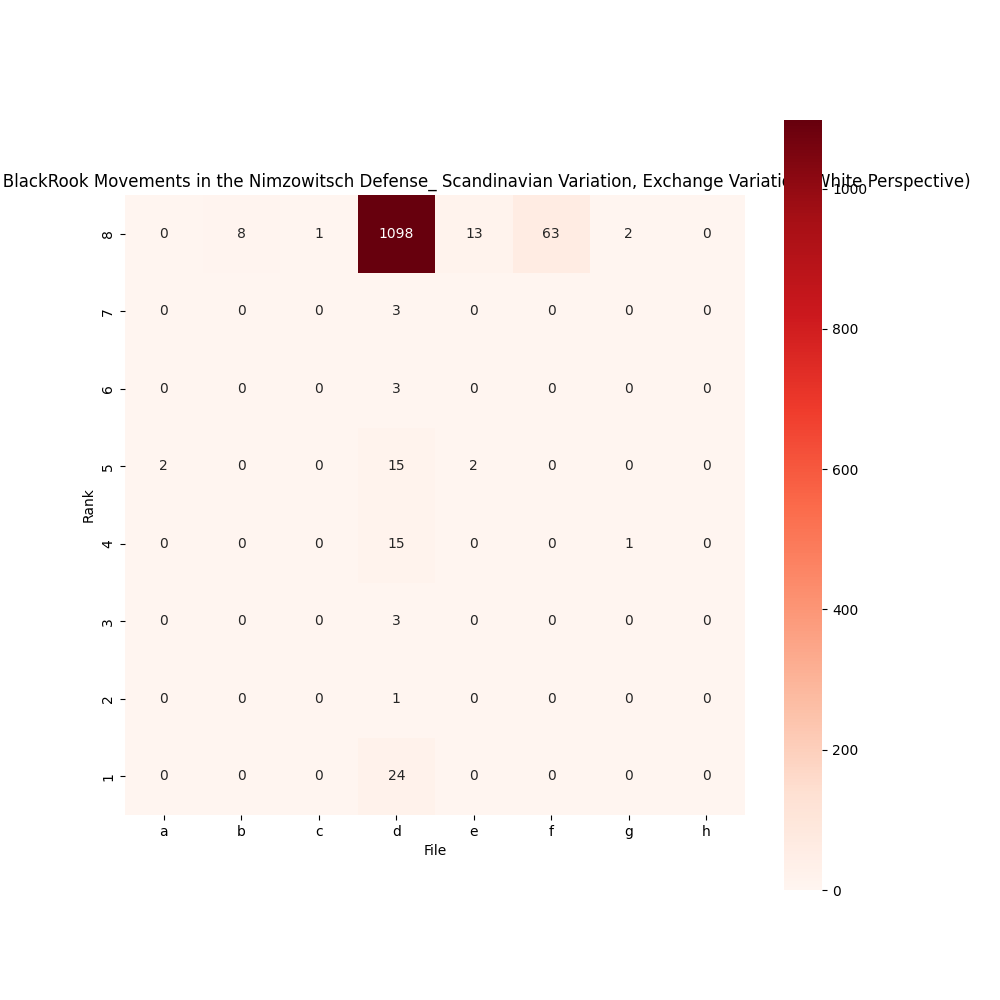 BlackRook Movements in the Nimzowitsch Defense_ Scandinavian Variation, Exchange Variation (White Perspective)
1000
8 0 8 1 1098 13 63 2 0
7 0 0 0 3 0 0 0 0
800
6 0 0 0 3 0 0 0 0
5 2 0 0 15 2 0 0 0
600
Rank
4 0 0 0 15 0 0 1 0
400
3 0 0 0 3 0 0 0 0
2 0 0 0 1 0 0 0 0
200
1 0 0 0 24 0 0 0 0
a b c d e f g h
File
0